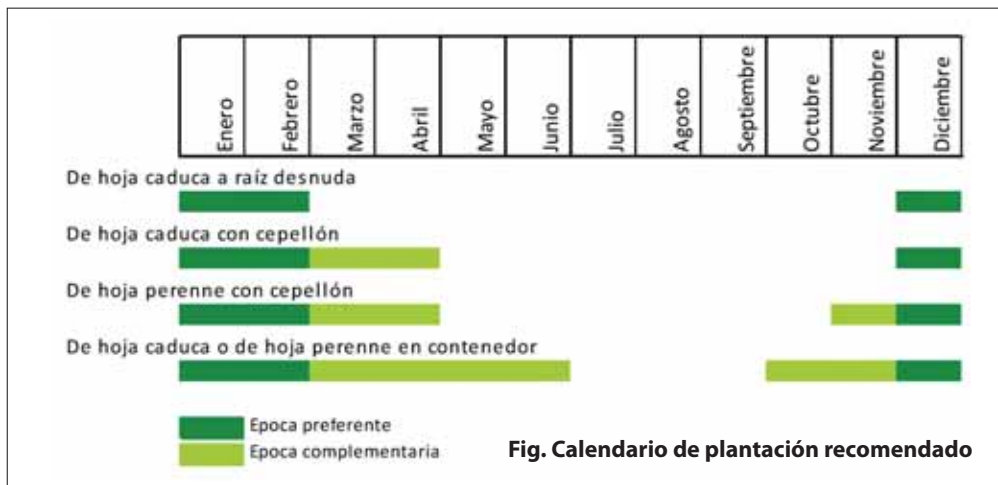 Enero
Febrero
Marzo
Abril
Mayo
Junio
Julio
Agosto
Septiembre
Octubre
Noviembre
Diciembre
De hoja caduca a raíz desnuda
De hoja caduca con cepellón
De hoja perenne con cepellón
De hoja caduca o de hoja perenne en contenedor
Epoca preferente
Epoca complementaria
Fig. Calendario de plantación recomendado